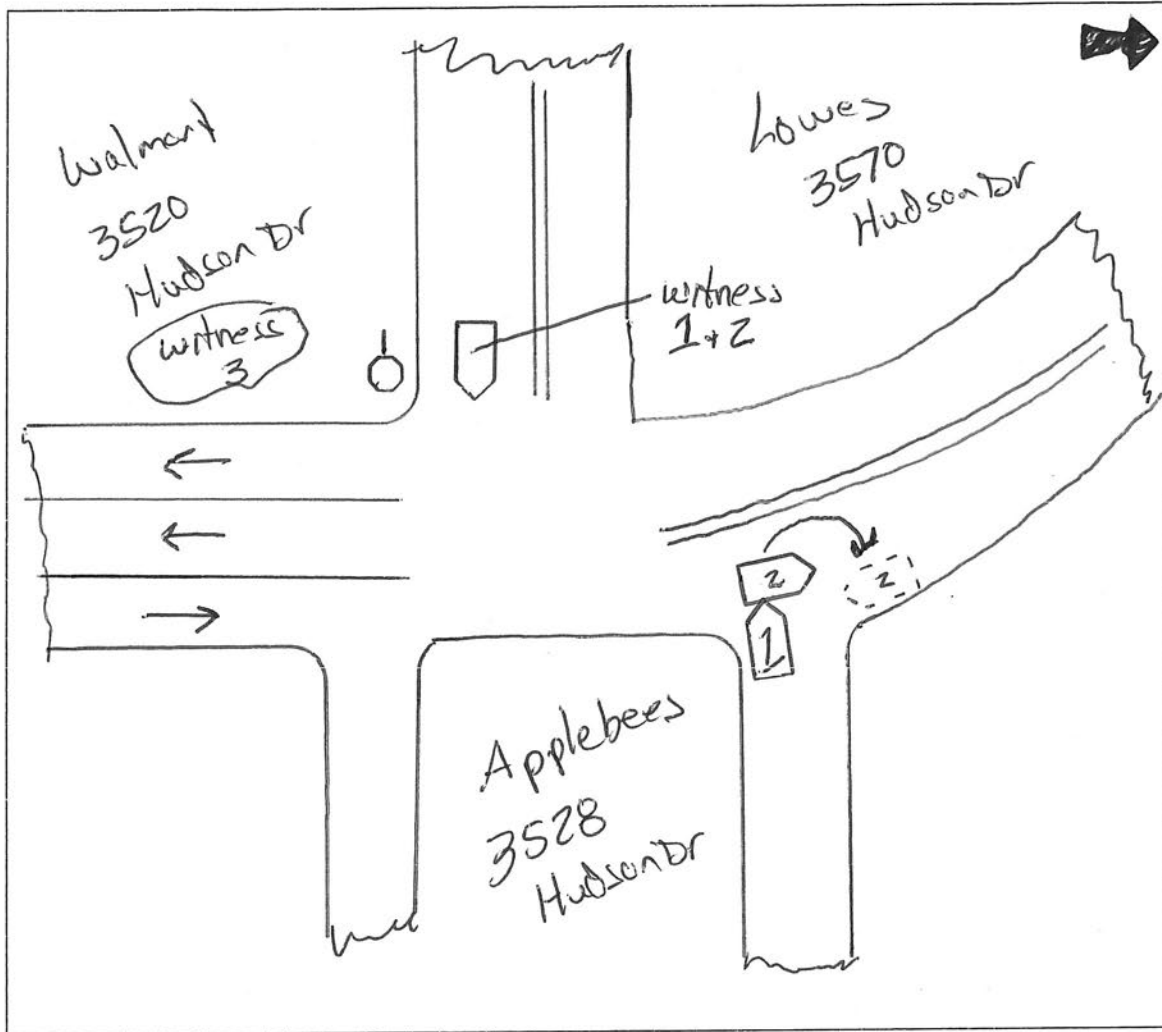 Walmart
3520
Hudson Dr
witness
3
Lowes
3570
Hudson Dr
witness
1+2
2
2
1
Applebees
3528
Hudson Dr